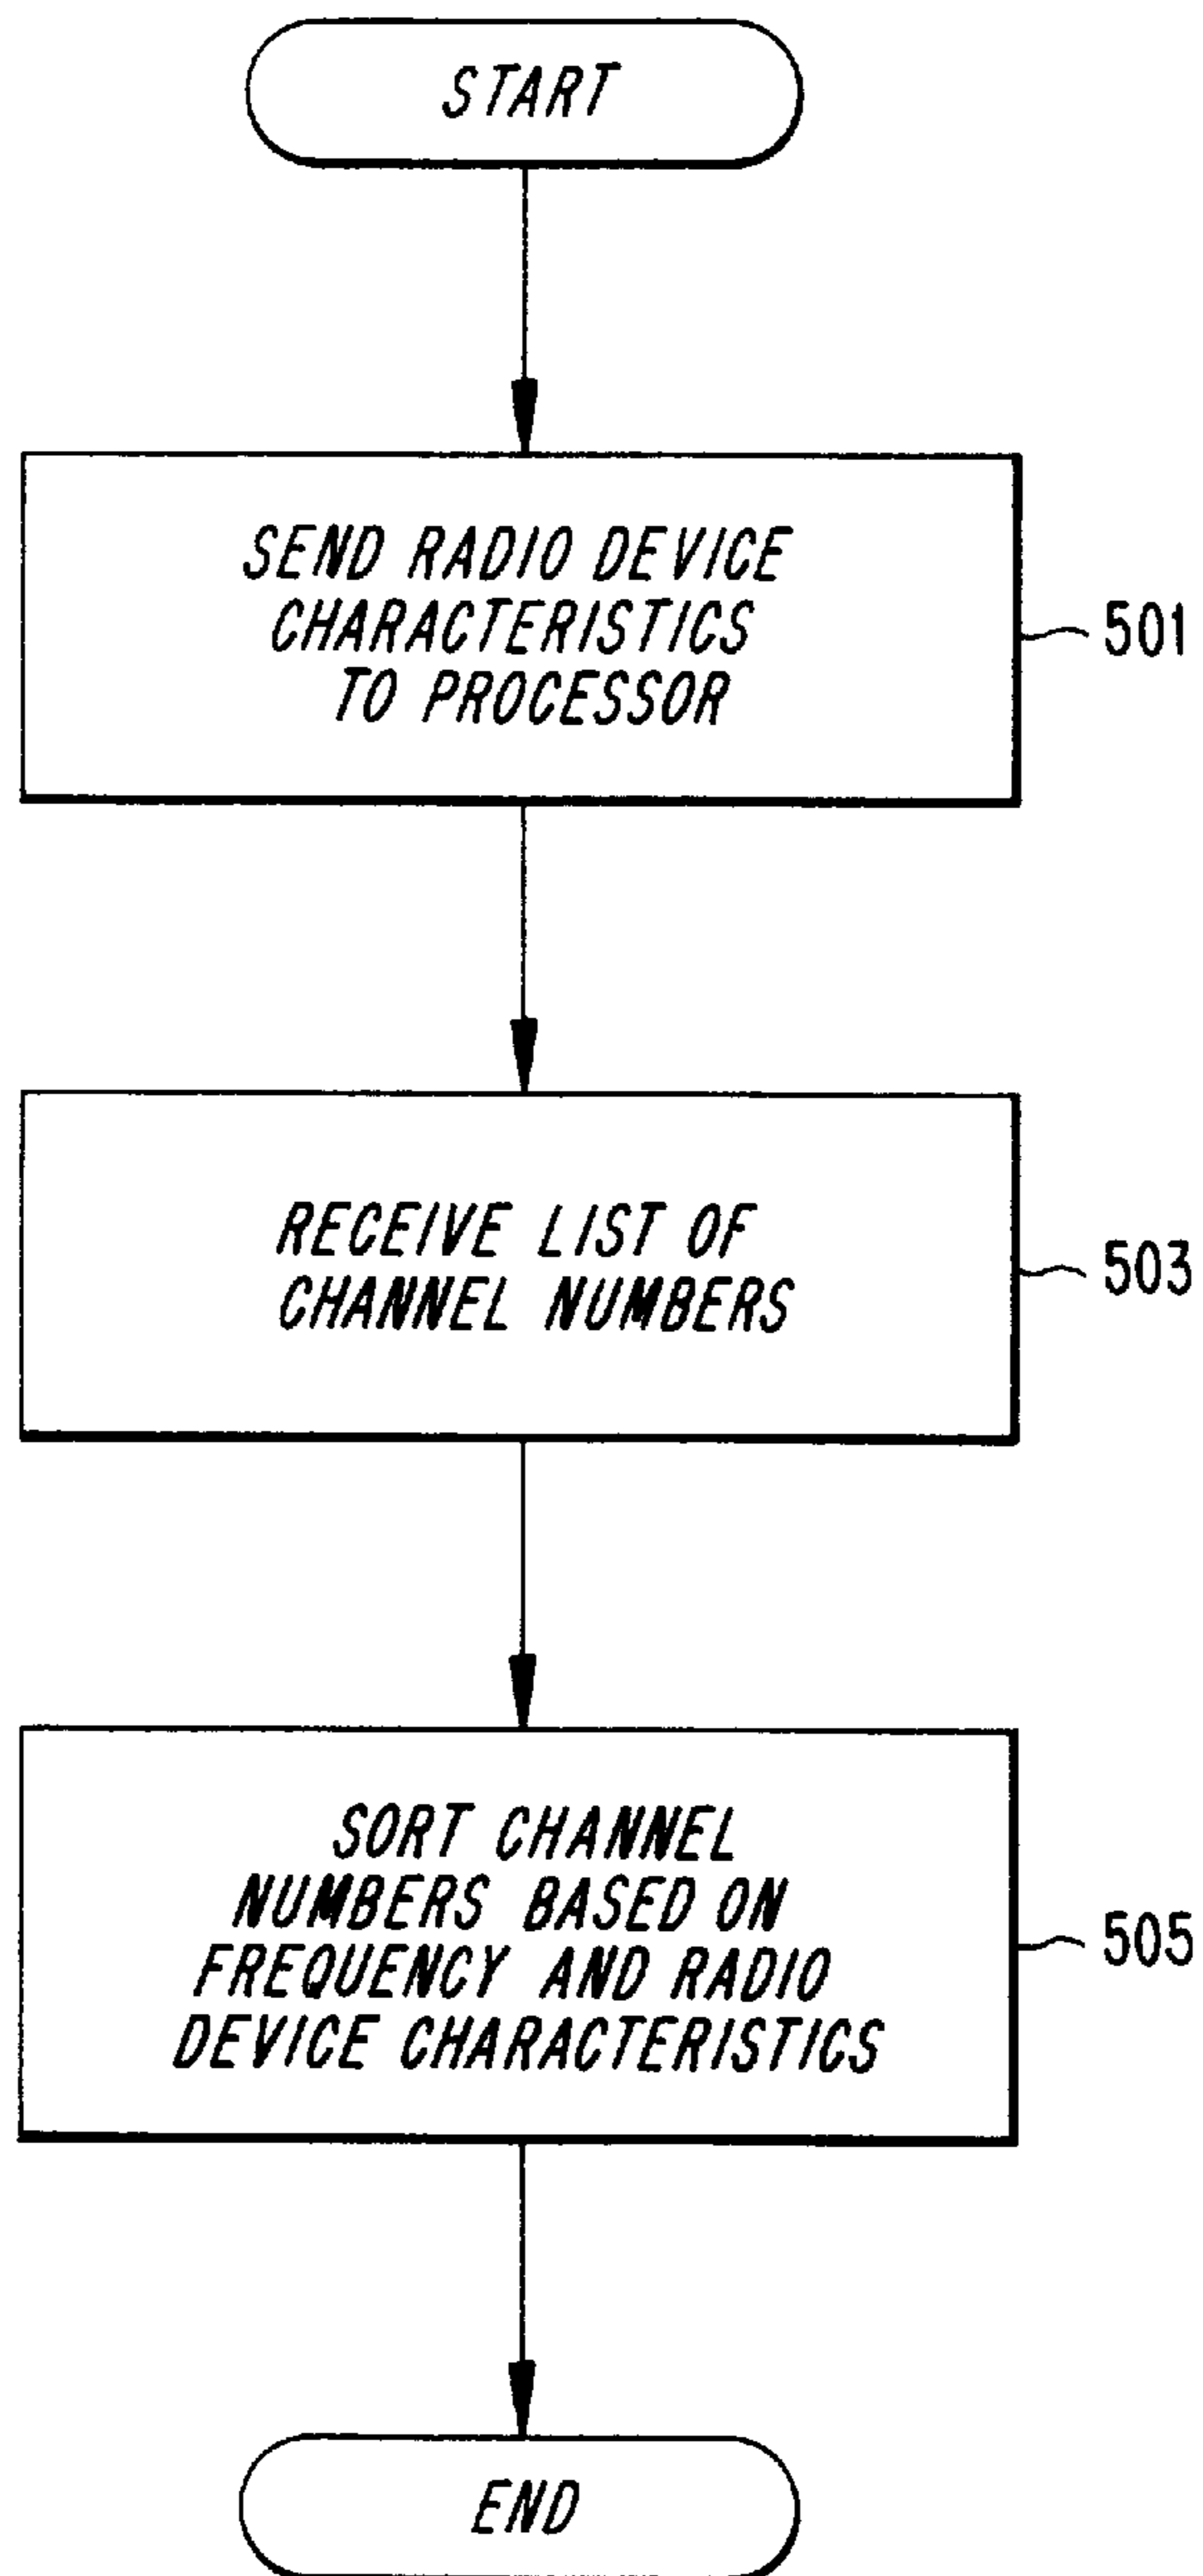 START
SEND RADIO DEVICE
CHARACTERISTICS
TO PROCESSOR
501
RECEIVE LIST OF
CHANNEL NUMBERS
503
SORT CHANNEL
NUMBERS BASED ON
FREQUENCY AND RADIO
DEVICE CHARACTERISTICS
505
END